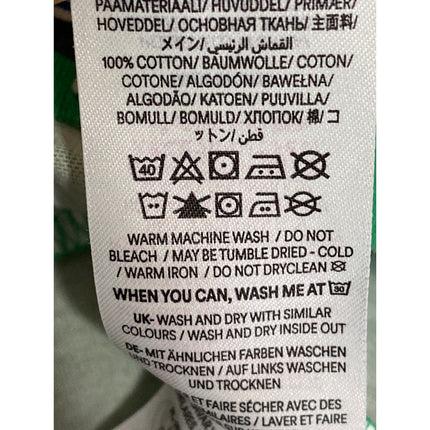 PÄÄMATERIAALI/ HUVUDDEL/ PRIMÆR/
HOVEDDEL/ ОСНОВНАЯ ТКАНЬ/ 主面料/
メイン/ القماش الرئيسي/
100% COTTON/ BAUMWOLLE/ COTON/
COTONE/ ALGODÓN/ BAWEŁNA/
ALGODÃO/ KATOEN/ PUUVILLA/
BOMULL/ BOMULD/ ХЛОПОК/ 棉/ コ
ットン/ قطن/
40
WARM MACHINE WASH / DO NOT
BLEACH / MAY BE TUMBLE DRIED - COLD
/ WARM IRON / DO NOT DRYCLEAN
WHEN YOU CAN, WASH ME AT 30
UK- WASH AND DRY WITH SIMILAR
COLOURS / WASH AND DRY INSIDE OUT
DE- MIT ÄHNLICHEN FARBEN WASCHEN
UND TROCKNEN / AUF LINKS WASCHEN
UND TROCKNEN
ET FAIRE SÉCHER AVEC DES
SIMILAIRES / LAVER ET FAIRE